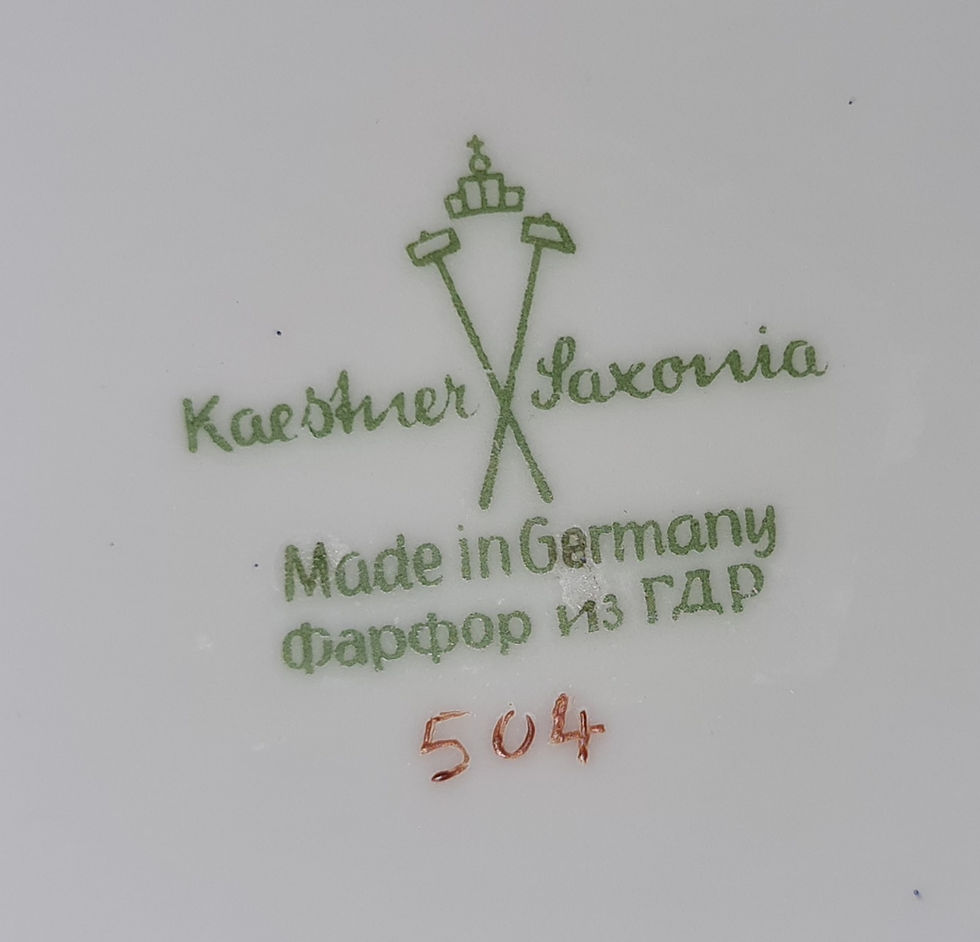 Kaestner Saxonia
Made in Germany
Фарфор из ГДР
504